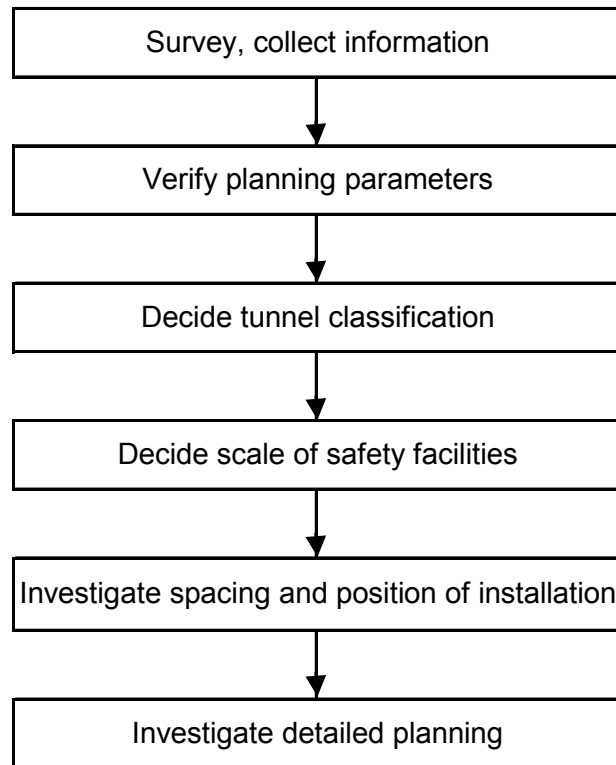 Survey, collect information
Verify planning parameters
Decide tunnel classification
Decide scale of safety facilities
Investigate spacing and position of installation
Investigate detailed planning